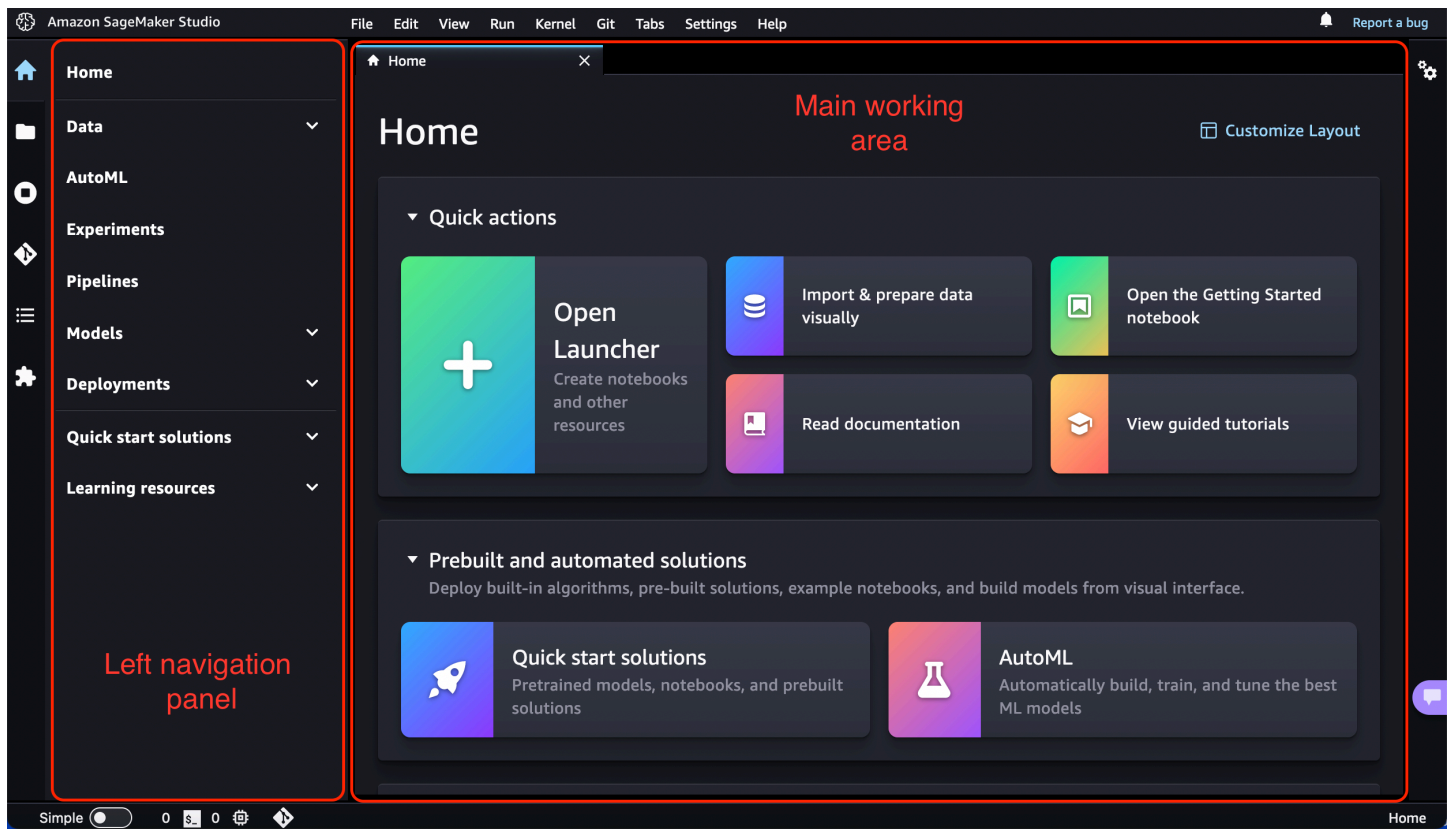 Amazon SageMaker Studio
File Edit View Run Kernel Git Tabs Settings Help
Report a bug
Home
Data
AutoML
Experiments
Pipelines
Models
Deployments
Quick start solutions
Learning resources
Left navigation
panel
Home
Main working
area
Home
Customize Layout
Quick actions
Open
Launcher
Create notebooks
and other
resources
Import & prepare data
visually
Open the Getting Started
notebook
Read documentation
View guided tutorials
Prebuilt and automated solutions
Deploy built-in algorithms, pre-built solutions, example notebooks, and build models from visual interface.
Quick start solutions
Pretrained models, notebooks, and prebuilt
solutions
AutoML
Automatically build, train, and tune the best
ML models
Simple 0 $_ 0
Home